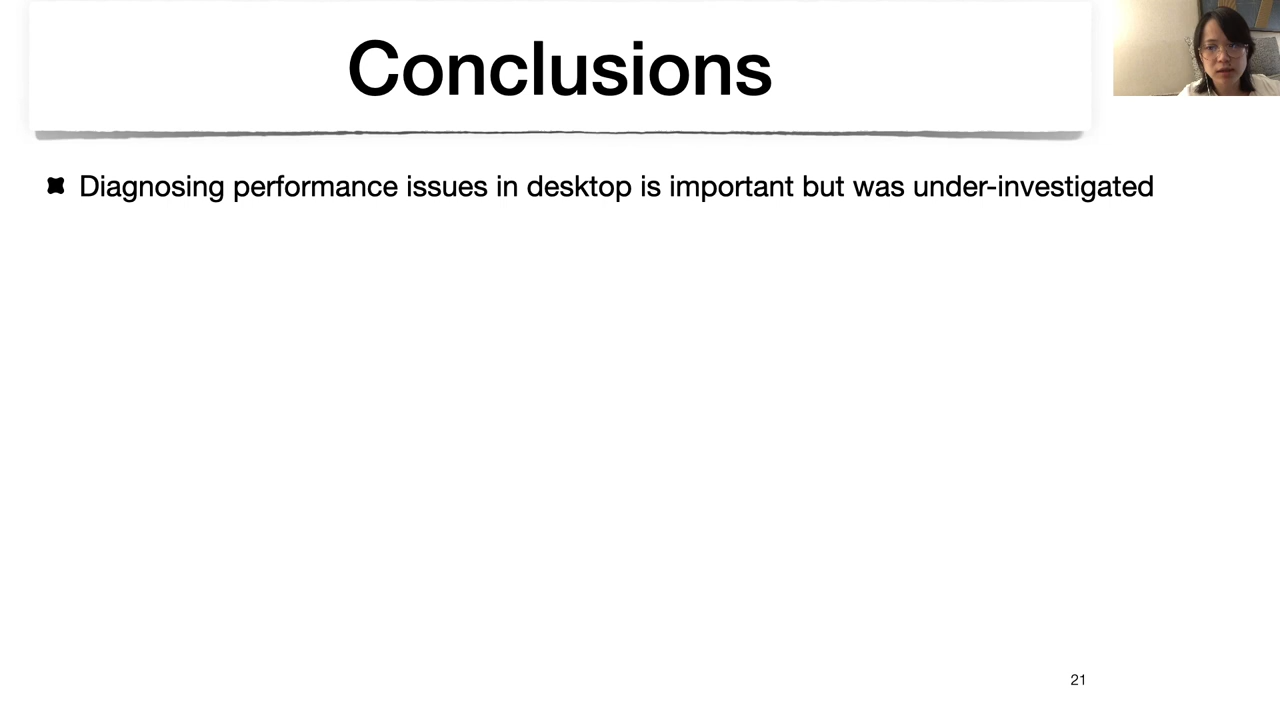 Conclusions
Diagnosing performance issues in desktop is important but was under-investigated
21